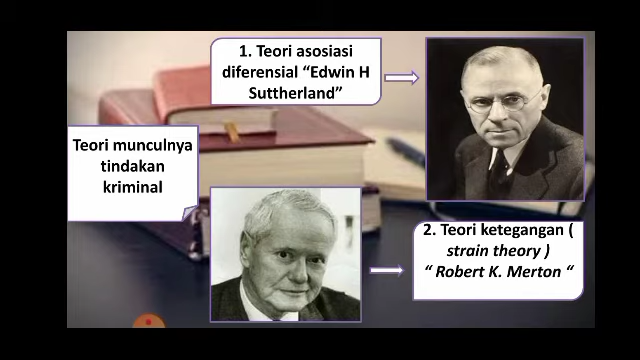 1. Teori asosiasi
diferensial “Edwin H
Suttherland”
Teori munculnya
tindakan
kriminal
2. Teori ketegangan (
strain theory )
“ Robert K. Merton “